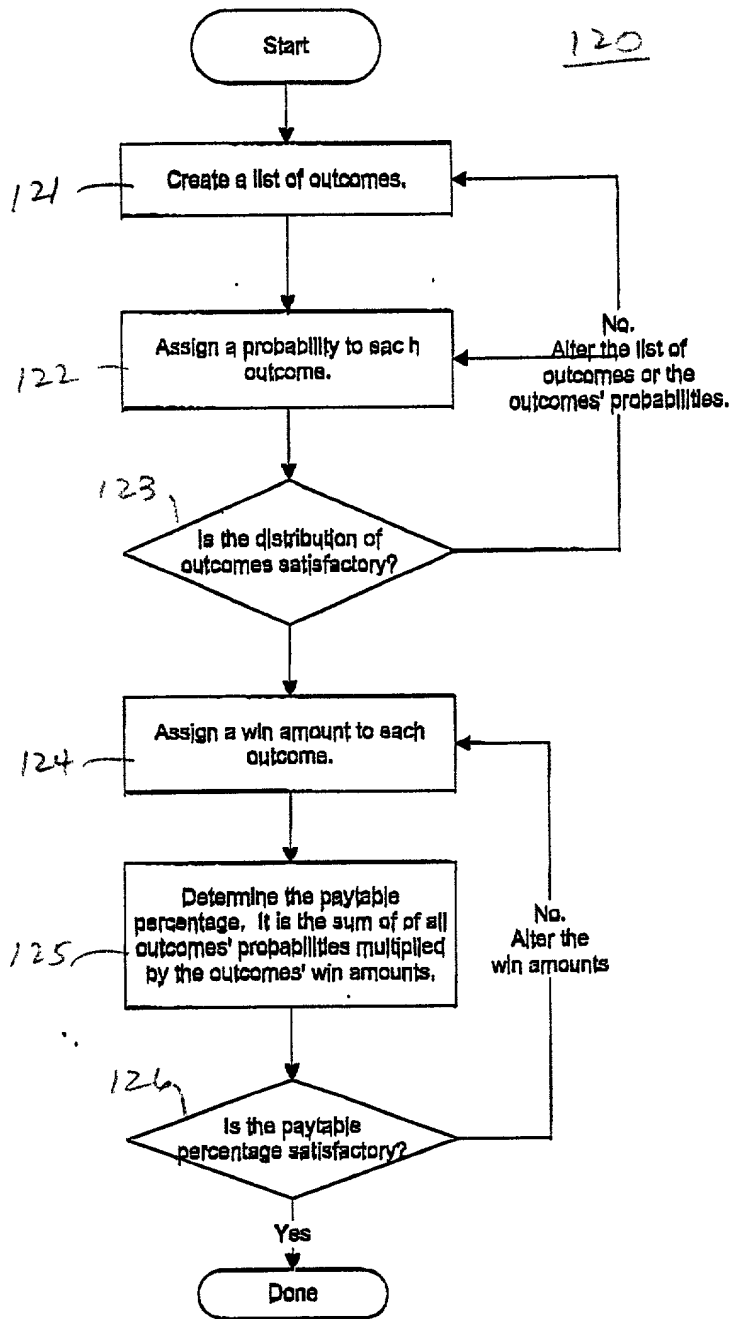 Start
120
121
Create a list of outcomes.
122
Assign a probability to each
outcome.
No.
Alter the list of
outcomes or the
outcomes' probabilities.
123
Is the distribution of
outcomes satisfactory?
124
Assign a win amount to each
outcome.
125
Determine the paytable
percentage. It is the sum of of all
outcomes' probabilities multiplied
by the outcomes' win amounts.
No.
Alter the
win amounts
126
Is the paytable
percentage satisfactory?
Yes
Done